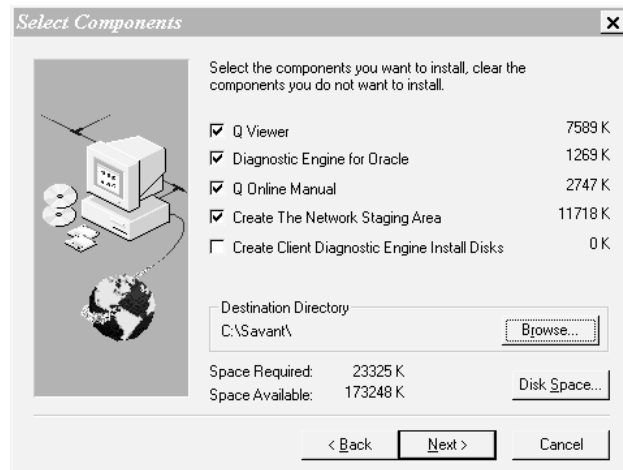 Select Components
Select the components you want to install, clear the
components you do not want to install.
Q Viewer 7589 K
Diagnostic Engine for Oracle 1269 K
Q Online Manual 2747 K
Create The Network Staging Area 11718 K
Create Client Diagnostic Engine Install Disks 0 K
Destination Directory
C:\Savant\ Browse...
Space Required: 23325 K
Space Available: 173248 K
Disk Space...
< Back Next > Cancel